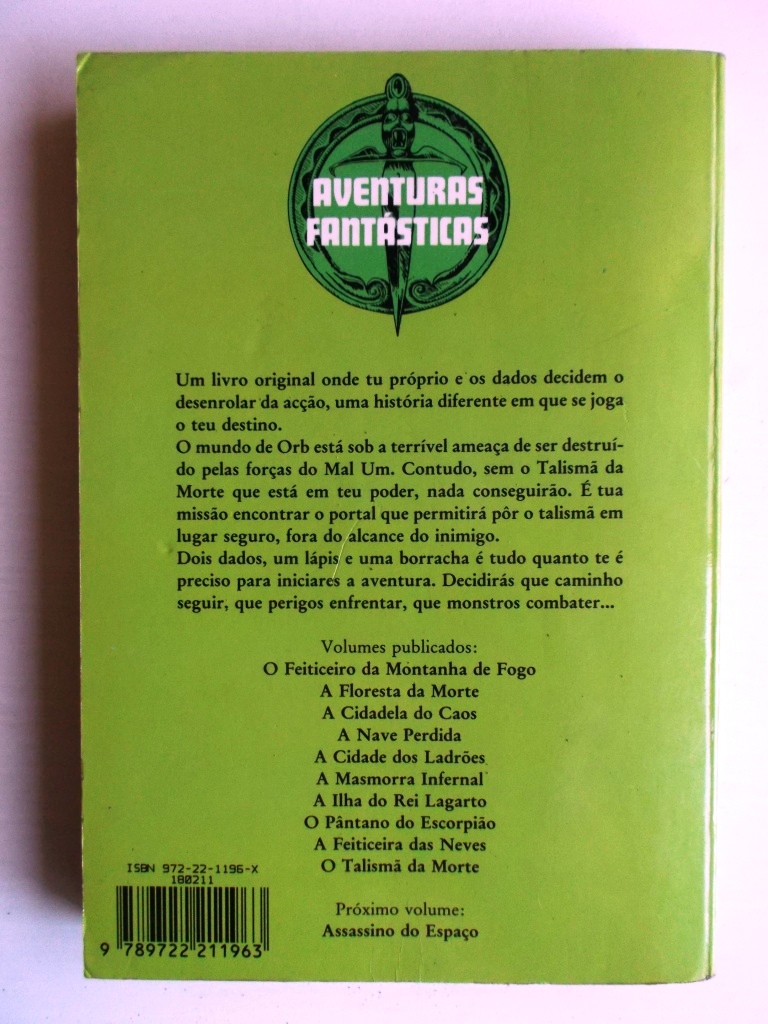 AVENTURAS
FANTÁSTICAS
Um livro original onde tu próprio e os dados decidem o
desenrolar da acção, uma história diferente em que se joga
o teu destino.
O mundo de Orb está sob a terrível ameaça de ser destruí-
do pelas forças do Mal Um. Contudo, sem o Talismã da
Morte que está em teu poder, nada conseguirão. É tua
missão encontrar o portal que permitirá pôr o talismã em
lugar seguro, fora do alcance do inimigo.
Dois dados, um lápis e uma borracha é tudo quanto te é
preciso para iniciares a aventura. Decidirás que caminho
seguir, que perigos enfrentar, que monstros combater...
Volumes publicados:
O Feiticeiro da Montanha de Fogo
A Floresta da Morte
A Cidadela do Caos
A Nave Perdida
A Cidade dos Ladrões
A Masmorra Infernal
A Ilha do Rei Lagarto
O Pântano do Escorpião
A Feiticeira das Neves
O Talismã da Morte
ISBN 972-22-1196-X
180211
9 789722 211963
Próximo volume:
Assassino do Espaço